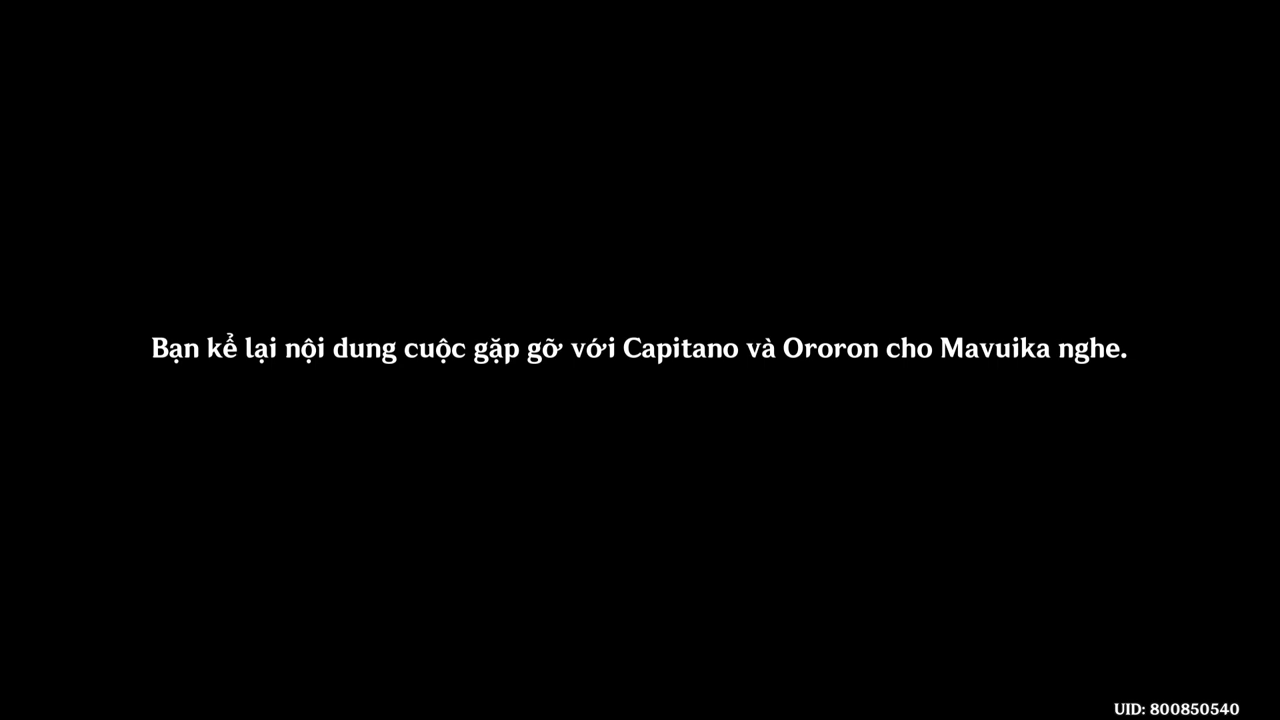 Bạn kể lại nội dung cuộc gặp gỡ với Capitano và Ororon cho Mavuika nghe.
UID: 800850540